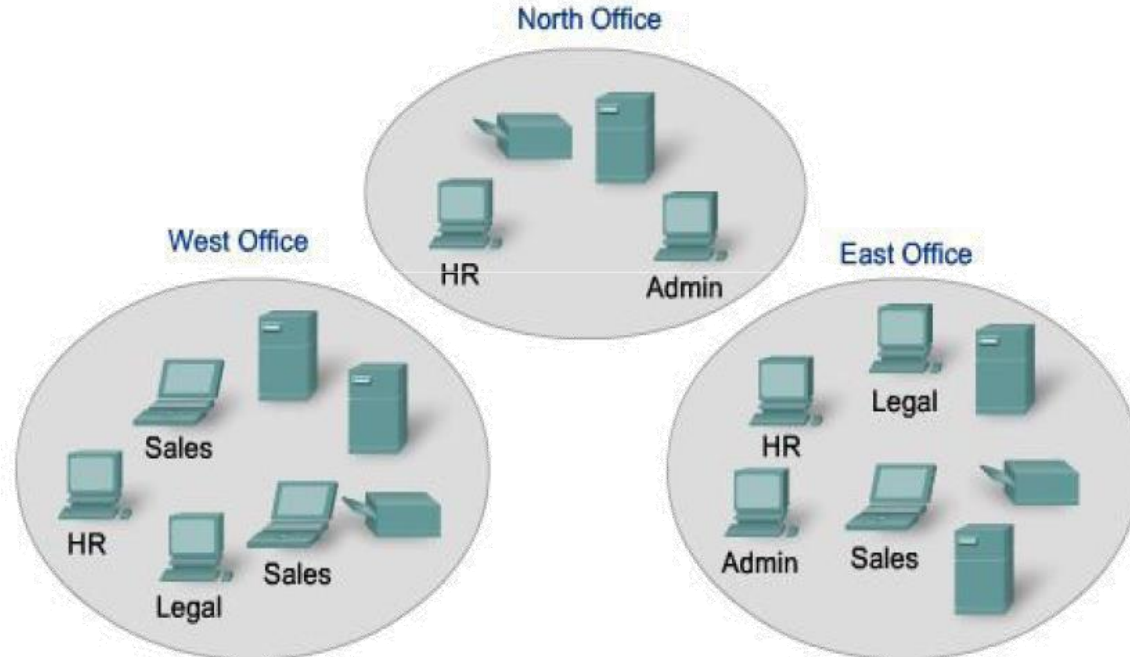 North Office
HR
Admin
West Office
Sales
HR
Sales
Legal
East Office
Legal
HR
Admin
Sales